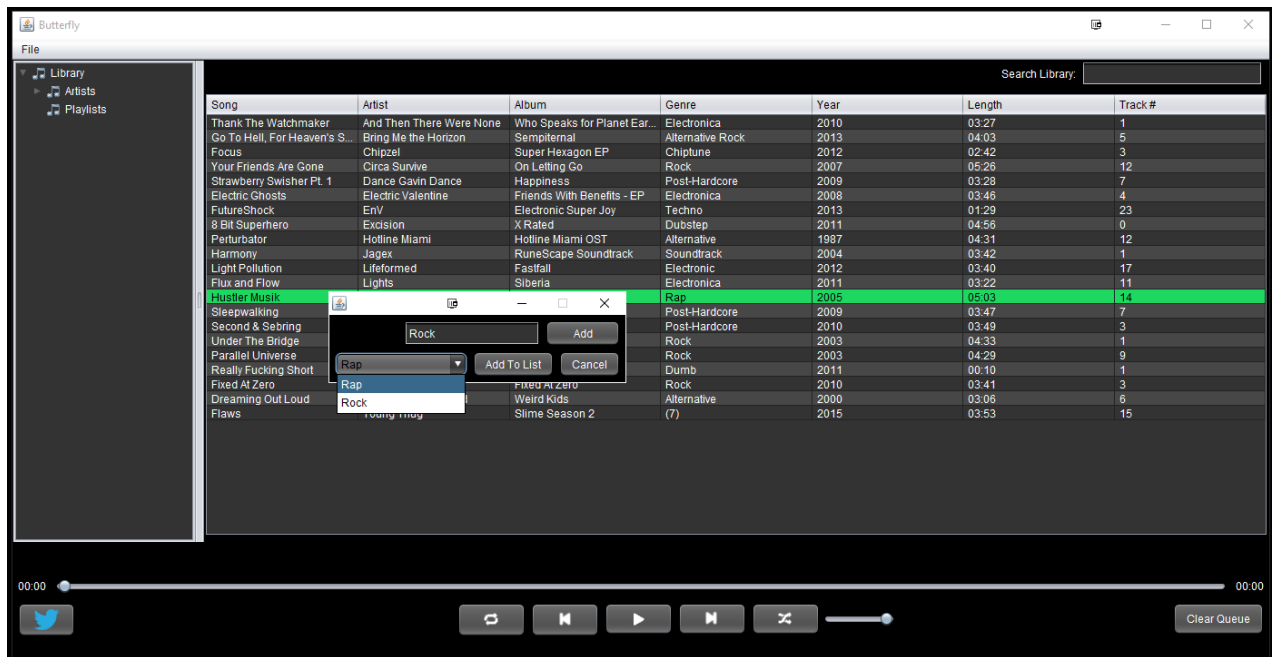 Butterfly
File
Library
Artists
Playlists
Search Library:
Song Artist Album Genre Year Length Track #
Thank The Watchmaker And Then There Were None Who Speaks for Planet Ear... Electronica 2010 03:27 1
Go To Hell, For Heaven's S... Bring Me the Horizon Sempiternal Alternative Rock 2013 04:03 5
Focus Chipzel Super Hexagon EP Chiptune 2012 02:42 3
Your Friends Are Gone Circa Survive On Letting Go Rock 2007 05:26 12
Strawberry Swisher Pt. 1 Dance Gavin Dance Happiness Post-Hardcore 2009 03:28 7
Electric Ghosts Electric Valentine Friends With Benefits - EP Electronica 2008 03:46 4
FutureShock EnV Electronic Super Joy Techno 2013 01:29 23
8 Bit Superhero Excision X Rated Dubstep 2011 04:56 0
Perturbator Hotline Miami Hotline Miami OST Alternative 1987 04:31 12
Harmony Jagex RuneScape Soundtrack Soundtrack 2004 03:42 1
Light Pollution Lifeformed Fastfall Electronic 2012 03:40 17
Flux and Flow Lights Siberia Electronica 2011 03:22 11
Hustler Musik Rap 2005 05:03 14
Sleepwalking Post-Hardcore 2009 03:47 7
Second & Sebring Post-Hardcore 2010 03:49 3
Under The Bridge Rock 2003 04:33 1
Parallel Universe Rock 2003 04:29 9
Really Fucking Short Dumb 2011 00:10 1
Fixed At Zero Fixed At Zero Rock 2010 03:41 3
Dreaming Out Loud Weird Kids Alternative 2000 03:06 6
Flaws Young Thug Slime Season 2 (7) 2015 03:53 15
Rock Add
Rap Add To List Cancel
Rap
Rock
00:00 00:00
Clear Queue